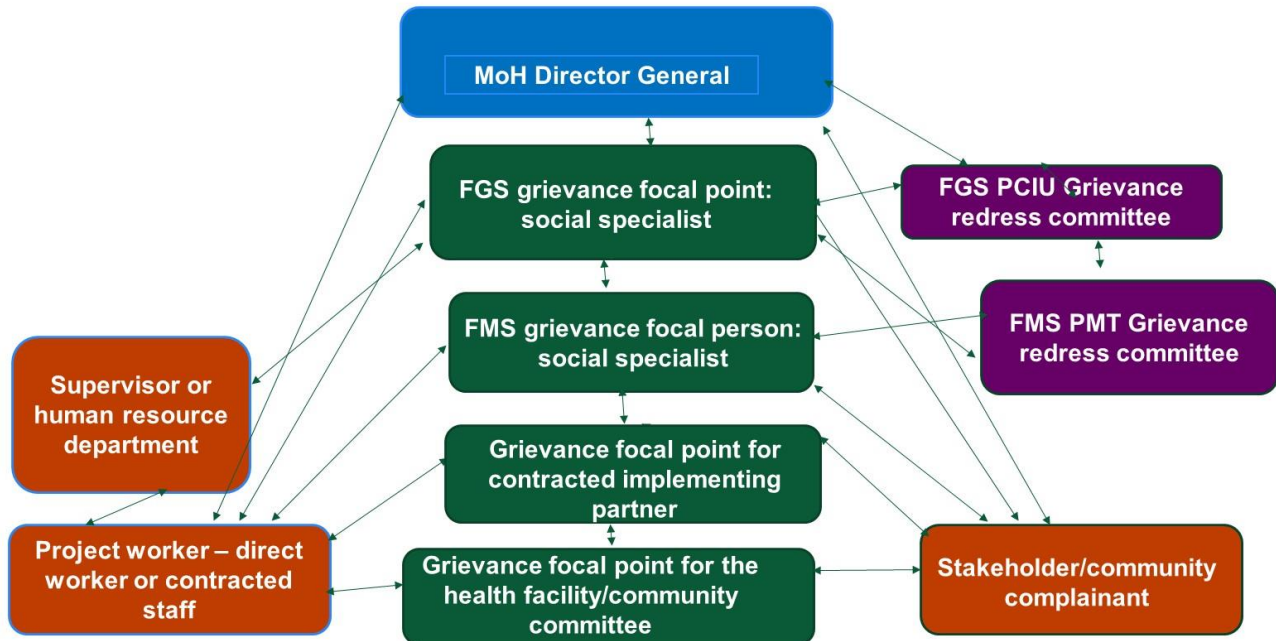 MoH Director General
FGS grievance focal point:
social specialist
FGS PCIU Grievance
redress committee
FMS grievance focal person:
social specialist
FMS PMT Grievance
redress committee
Supervisor or
human resource
department
Grievance focal point for
contracted implementing
partner
Project worker – direct
worker or contracted
staff
Grievance focal point for the
health facility/community
committee
Stakeholder/community
complainant